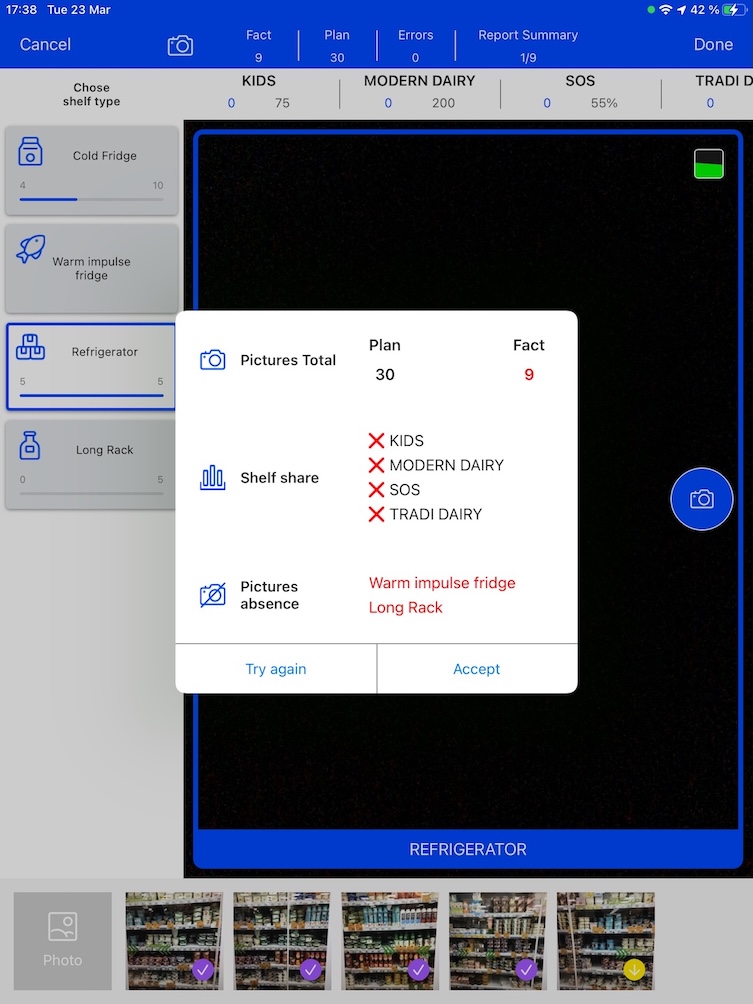 17:38 Tue 23 Mar 42 %
Cancel Fact Plan Errors Report Summary Done
9 30 0 1/9
Chose
shelf type
KIDS MODERN DAIRY SOS TRADI D
0 75 0 200 0 55% 0
Cold Fridge
4 10
Warm impulse
fridge
Refrigerator
5 5
Long Rack
0 5
Plan Fact
Pictures Total
30 9
Shelf share
KIDS
MODERN DAIRY
SOS
TRADI DAIRY
Pictures
absence
Warm impulse fridge
Long Rack
Try again Accept
REFRIGERATOR
Photo